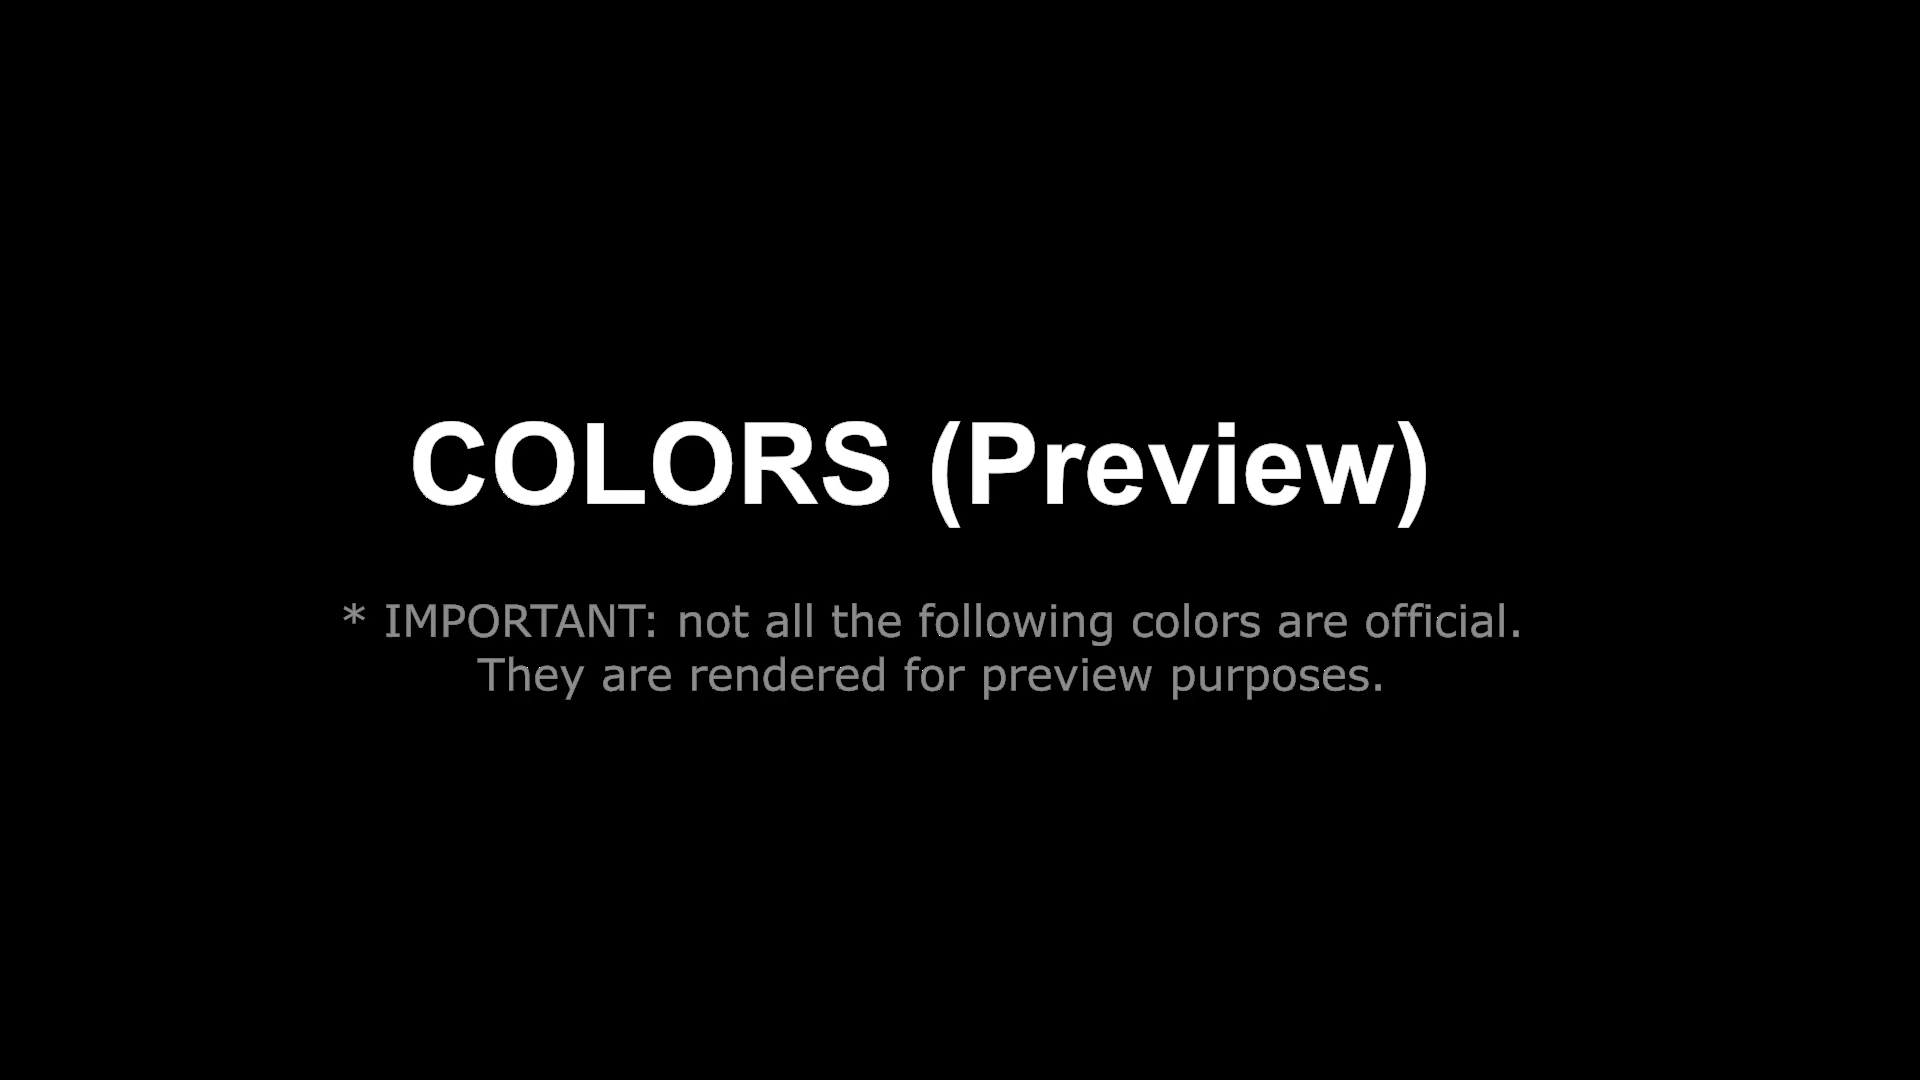 COLORS (Preview)
* IMPORTANT: not all the following colors are official.
They are rendered for preview purposes.